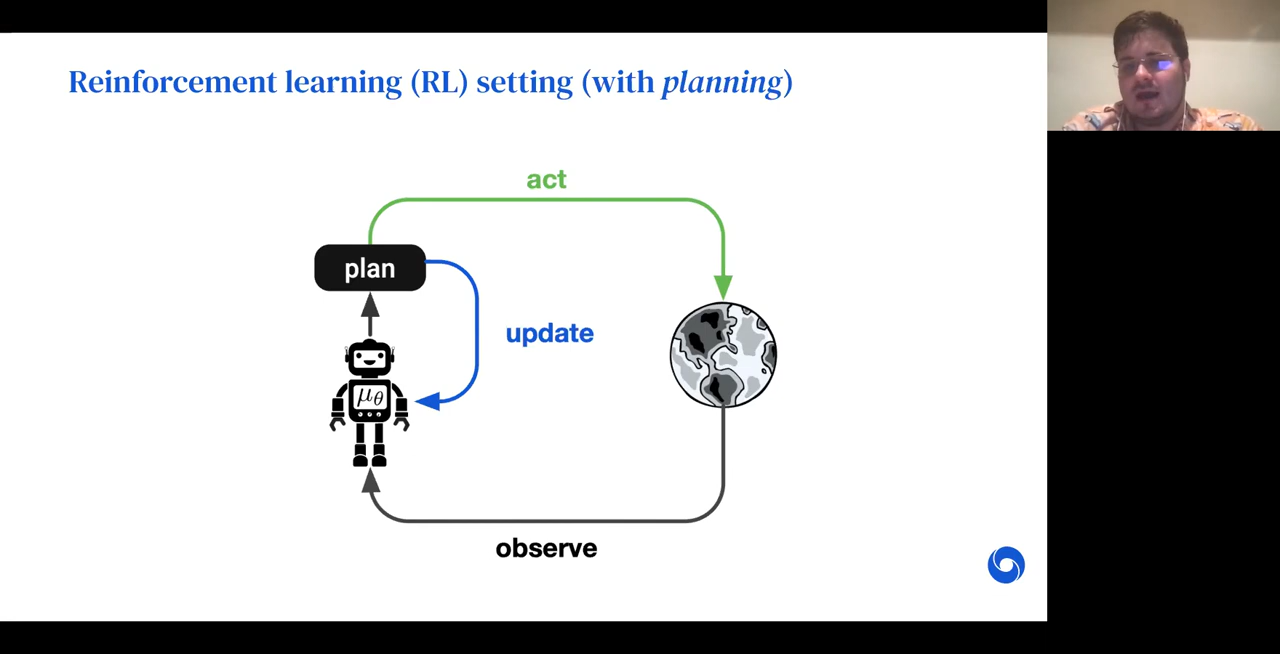 Reinforcement learning (RL) setting (with planning)
act
plan
update
μθ
observe